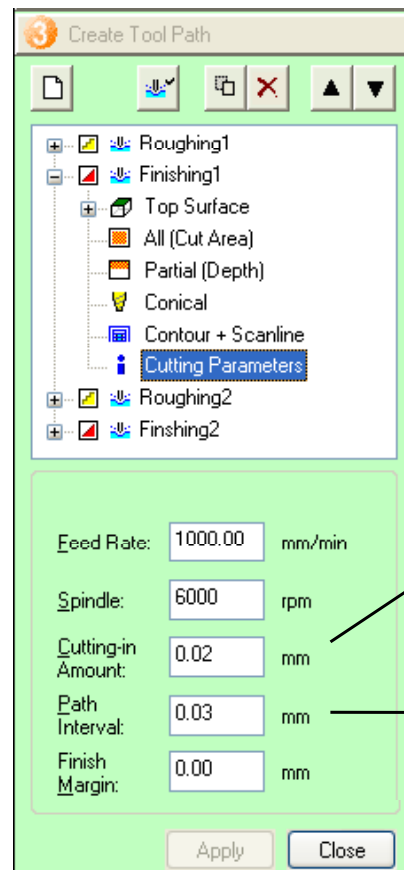 Create Tool Path
Roughing1
Finishing1
Top Surface
All (Cut Area)
Partial (Depth)
Conical
Contour + Scanline
Cutting Parameters
Roughing2
Finshing2
Feed Rate: 1000.00 mm/min
Spindle: 6000 rpm
Cutting-in
Amount: 0.02 mm
Path
Interval: 0.03 mm
Finish
Margin: 0.00 mm
Apply Close